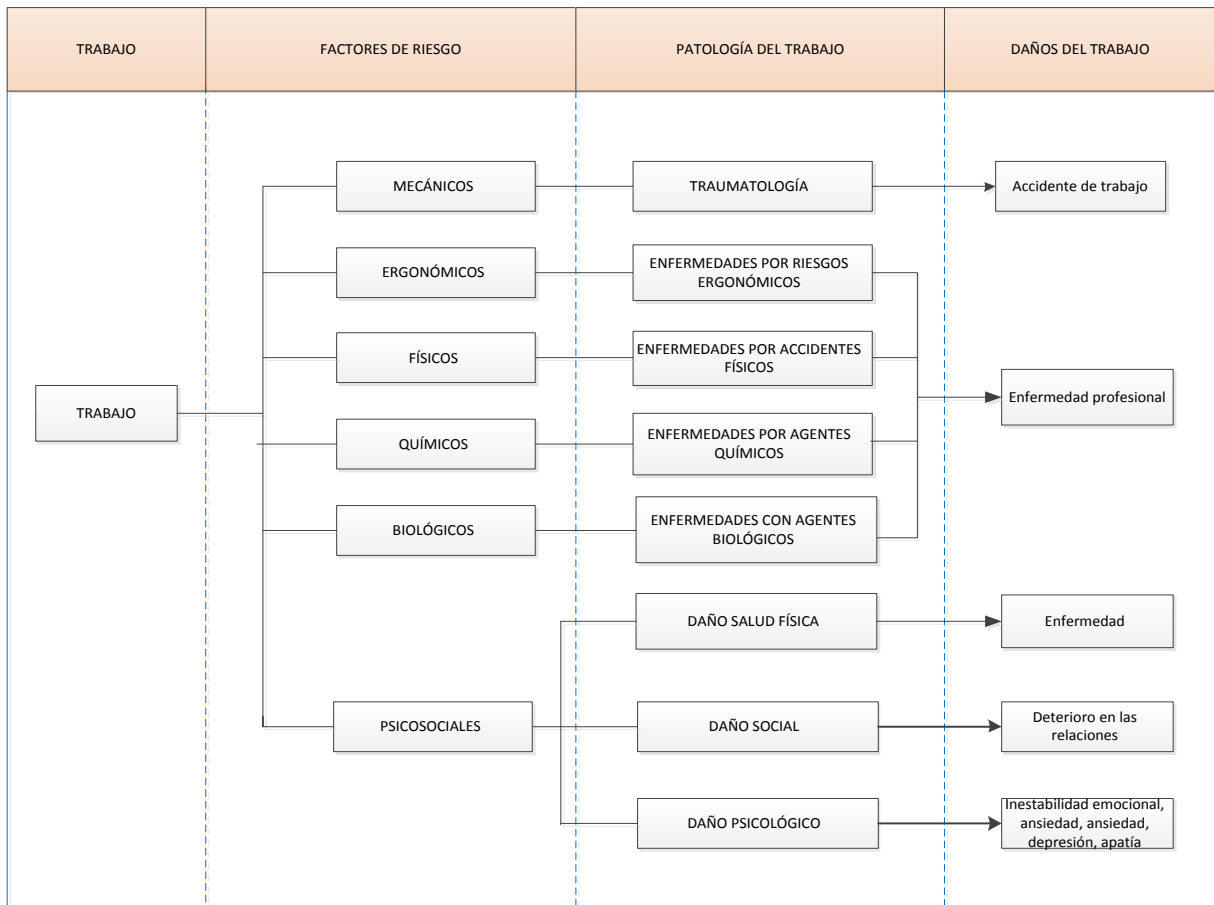 TRABAJO
FACTORES DE RIESGO
PATOLOGÍA DEL TRABAJO
DAÑOS DEL TRABAJO
MECÁNICOS
TRAUMATOLOGÍA
Accidente de trabajo
ERGONÓMICOS
ENFERMEDADES POR RIESGOS
ERGONÓMICOS
FÍSICOS
ENFERMEDADES POR ACCIDENTES
FÍSICOS
TRABAJO
Enfermedad profesional
QUÍMICOS
ENFERMEDADES POR AGENTES
QUÍMICOS
BIOLÓGICOS
ENFERMEDADES CON AGENTES
BIOLÓGICOS
DAÑO SALUD FÍSICA
Enfermedad
PSICOSOCIALES
DAÑO SOCIAL
Deterioro en las
relaciones
DAÑO PSICOLÓGICO
Inestabilidad emocional,
ansiedad, ansiedad,
depresión, apatía